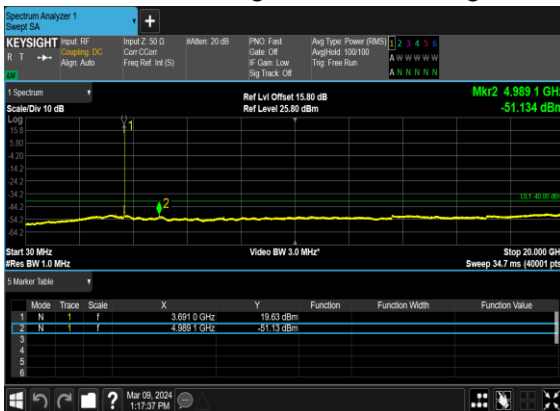 Spectrum Analyzer 1
Swept SA
KEYSIGHT Input: RF Input Z: 50 Ω #Atten: 20 dB PNO: Fast Avg Type: Power (RMS) 1 2 3 4 5 6
R T Coupling: DC Corr CCorr Gate: Off Avg|Hold: 100/100 A W W W W W
Align: Auto Freq Ref: Int (S) IF Gain: Low Trig: Free Run
Sig Track: Off A N N N N N
LV
1 Spectrum Ref Lvl Offset 15.80 dB Mkr2 4.989 1 GHz
Scale/Div 10 dB Ref Level 25.80 dBm -51.134 dBm
Log
15.8 1
5.80
-4.20
-14.2
-24.2
-34.2 DL1 -40.00 dBm
-44.2 2
-54.2
-64.2
Start 30 MHz Video BW 3.0 MHz* Stop 20.000 GHz
#Res BW 1.0 MHz Sweep 34.7 ms (40001 pts)
5 Marker Table
Mode Trace Scale X Y Function Function Width Function Value
1 N 1 f 3.691 0 GHz 19.63 dBm
2 N 1 f 4.989 1 GHz -51.13 dBm
3
4
5
6
? Mar 09, 2024
1:17:37 PM